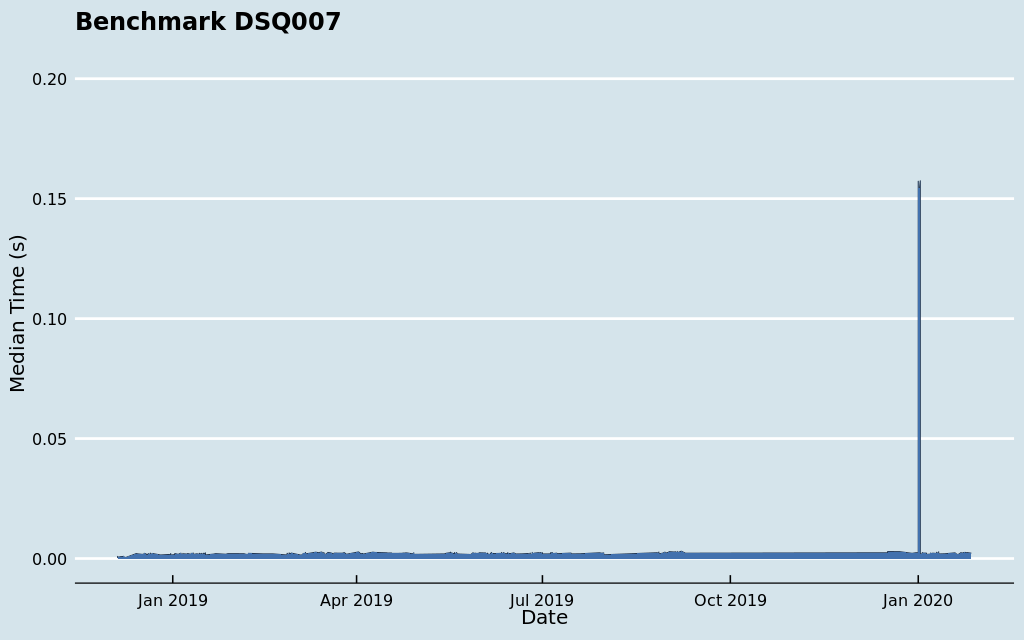 Benchmark DSQ007
0.20
0.15
0.10
0.05
0.00
Median Time (s)
Jan 2019
Apr 2019
Jul 2019
Oct 2019
Jan 2020
Date